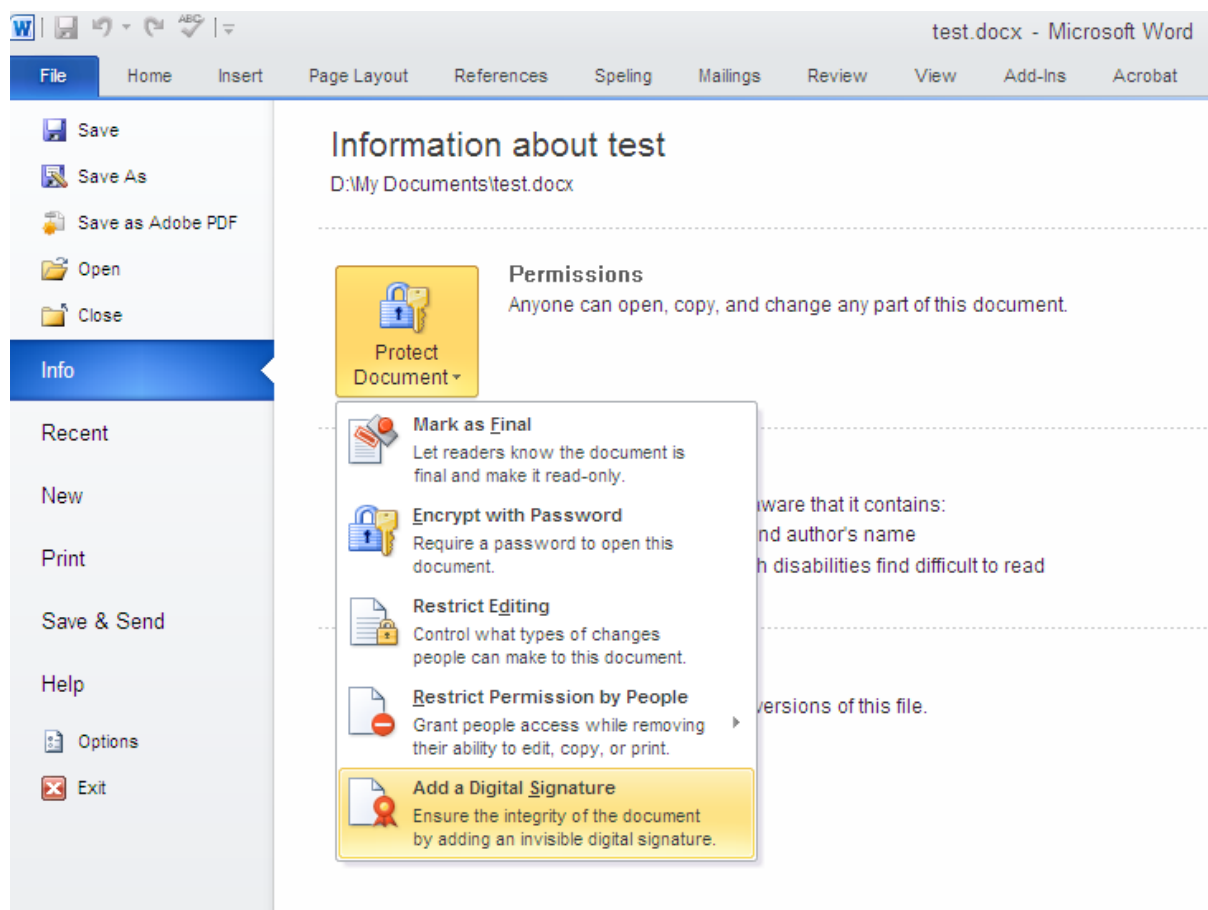 W ABC
test.docx - Microsoft Word
File Home Insert Page Layout References Speling Mailings Review View Add-Ins Acrobat
Save
Save As
Save as Adobe PDF
Open
Close
Info
Recent
New
Print
Save & Send
Help
Options
Exit
Information about test
D:\My Documents\test.docx
Permissions
Anyone can open, copy, and change any part of this document.
Protect
Document
Mark as Final
Let readers know the document is
final and make it read-only.
Encrypt with Password
Require a password to open this
document.
Restrict Editing
Control what types of changes
people can make to this document.
Restrict Permission by People
Grant people access while removing
their ability to edit, copy, or print.
Add a Digital Signature
Ensure the integrity of the document
by adding an invisible digital signature.
that it contains:
author's name
disabilities find difficult to read
versions of this file.